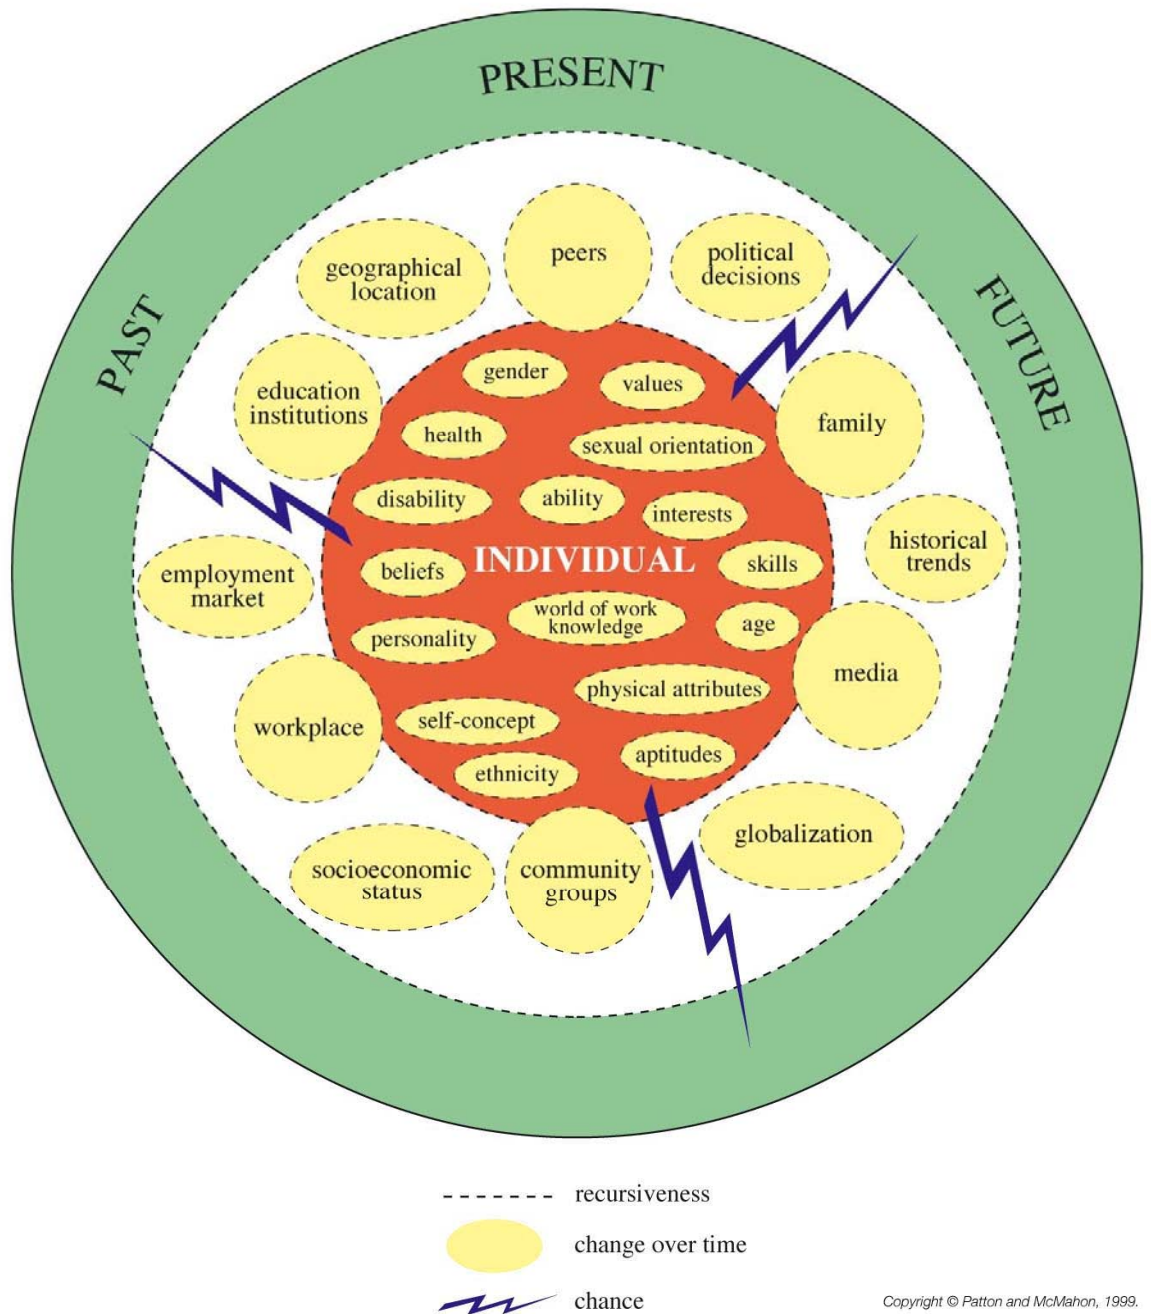 PRESENT
PAST
FUTURE
peers
political
decisions
geographical
location
education
institutions
family
gender
values
health
sexual orientation
disability
ability
interests
historical
trends
INDIVIDUAL
beliefs
skills
employment
market
world of work
knowledge
age
personality
media
physical attributes
workplace
self-concept
aptitudes
ethnicity
globalization
socioeconomic
status
community
groups
recursiveness
change over time
chance
Copyright © Patton and McMahon, 1999.